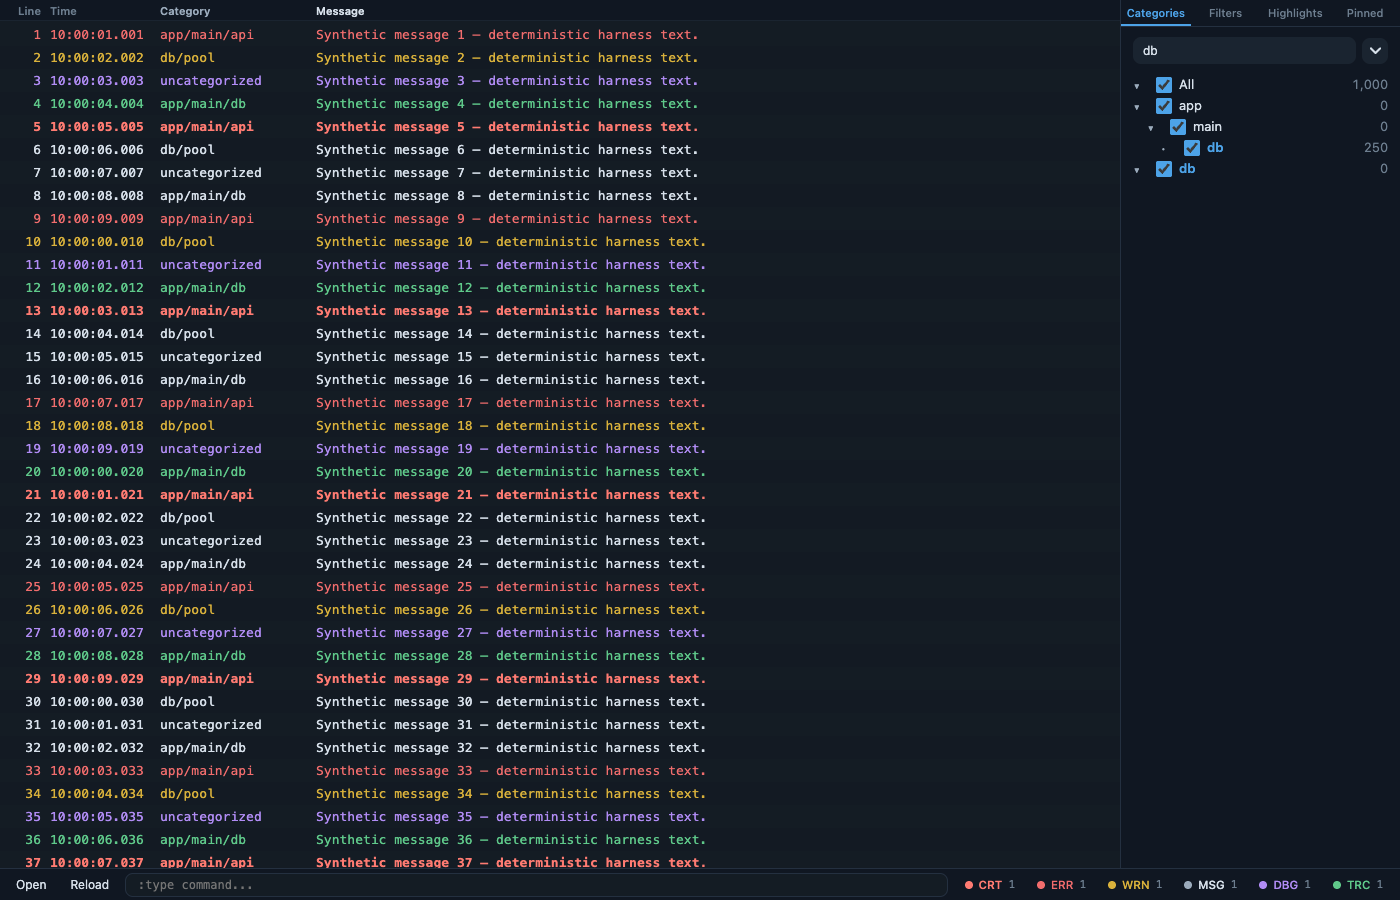 Line Time Category Message
1 10:00:01.001 app/main/api Synthetic message 1 — deterministic harness text.
2 10:00:02.002 db/pool Synthetic message 2 — deterministic harness text.
3 10:00:03.003 uncategorized Synthetic message 3 — deterministic harness text.
4 10:00:04.004 app/main/db Synthetic message 4 — deterministic harness text.
5 10:00:05.005 app/main/api Synthetic message 5 — deterministic harness text.
6 10:00:06.006 db/pool Synthetic message 6 — deterministic harness text.
7 10:00:07.007 uncategorized Synthetic message 7 — deterministic harness text.
8 10:00:08.008 app/main/db Synthetic message 8 — deterministic harness text.
9 10:00:09.009 app/main/api Synthetic message 9 — deterministic harness text.
10 10:00:00.010 db/pool Synthetic message 10 — deterministic harness text.
11 10:00:01.011 uncategorized Synthetic message 11 — deterministic harness text.
12 10:00:02.012 app/main/db Synthetic message 12 — deterministic harness text.
13 10:00:03.013 app/main/api Synthetic message 13 — deterministic harness text.
14 10:00:04.014 db/pool Synthetic message 14 — deterministic harness text.
15 10:00:05.015 uncategorized Synthetic message 15 — deterministic harness text.
16 10:00:06.016 app/main/db Synthetic message 16 — deterministic harness text.
17 10:00:07.017 app/main/api Synthetic message 17 — deterministic harness text.
18 10:00:08.018 db/pool Synthetic message 18 — deterministic harness text.
19 10:00:09.019 uncategorized Synthetic message 19 — deterministic harness text.
20 10:00:00.020 app/main/db Synthetic message 20 — deterministic harness text.
21 10:00:01.021 app/main/api Synthetic message 21 — deterministic harness text.
22 10:00:02.022 db/pool Synthetic message 22 — deterministic harness text.
23 10:00:03.023 uncategorized Synthetic message 23 — deterministic harness text.
24 10:00:04.024 app/main/db Synthetic message 24 — deterministic harness text.
25 10:00:05.025 app/main/api Synthetic message 25 — deterministic harness text.
26 10:00:06.026 db/pool Synthetic message 26 — deterministic harness text.
27 10:00:07.027 uncategorized Synthetic message 27 — deterministic harness text.
28 10:00:08.028 app/main/db Synthetic message 28 — deterministic harness text.
29 10:00:09.029 app/main/api Synthetic message 29 — deterministic harness text.
30 10:00:00.030 db/pool Synthetic message 30 — deterministic harness text.
31 10:00:01.031 uncategorized Synthetic message 31 — deterministic harness text.
32 10:00:02.032 app/main/db Synthetic message 32 — deterministic harness text.
33 10:00:03.033 app/main/api Synthetic message 33 — deterministic harness text.
34 10:00:04.034 db/pool Synthetic message 34 — deterministic harness text.
35 10:00:05.035 uncategorized Synthetic message 35 — deterministic harness text.
36 10:00:06.036 app/main/db Synthetic message 36 — deterministic harness text.
37 10:00:07.037 app/main/api Synthetic message 37 — deterministic harness text.
Categories Filters Highlights Pinned
db
All 1,000
app 0
main 0
db 250
db 0
Open Reload :type command... CRT 1 ERR 1 WRN 1 MSG 1 DBG 1 TRC 1